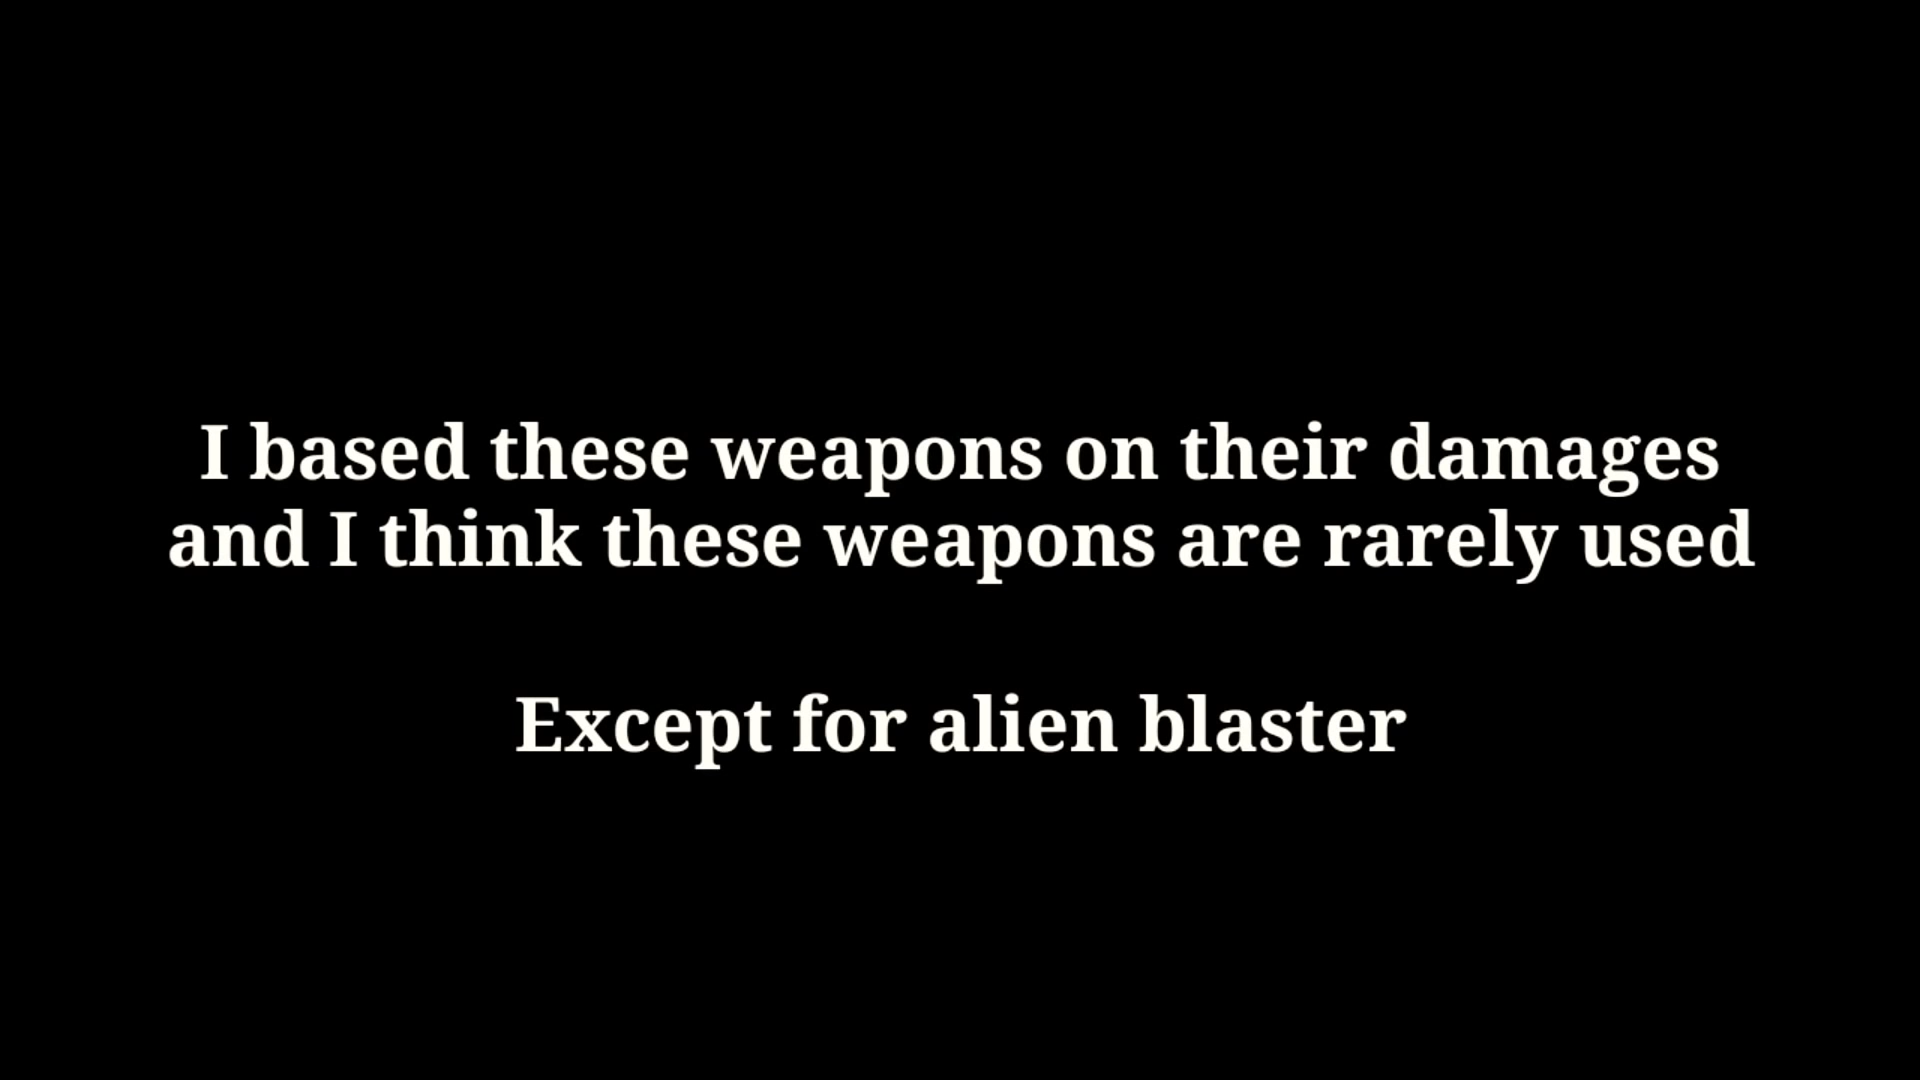 I based these weapons on their damages
and I think these weapons are rarely used
Except for alien blaster